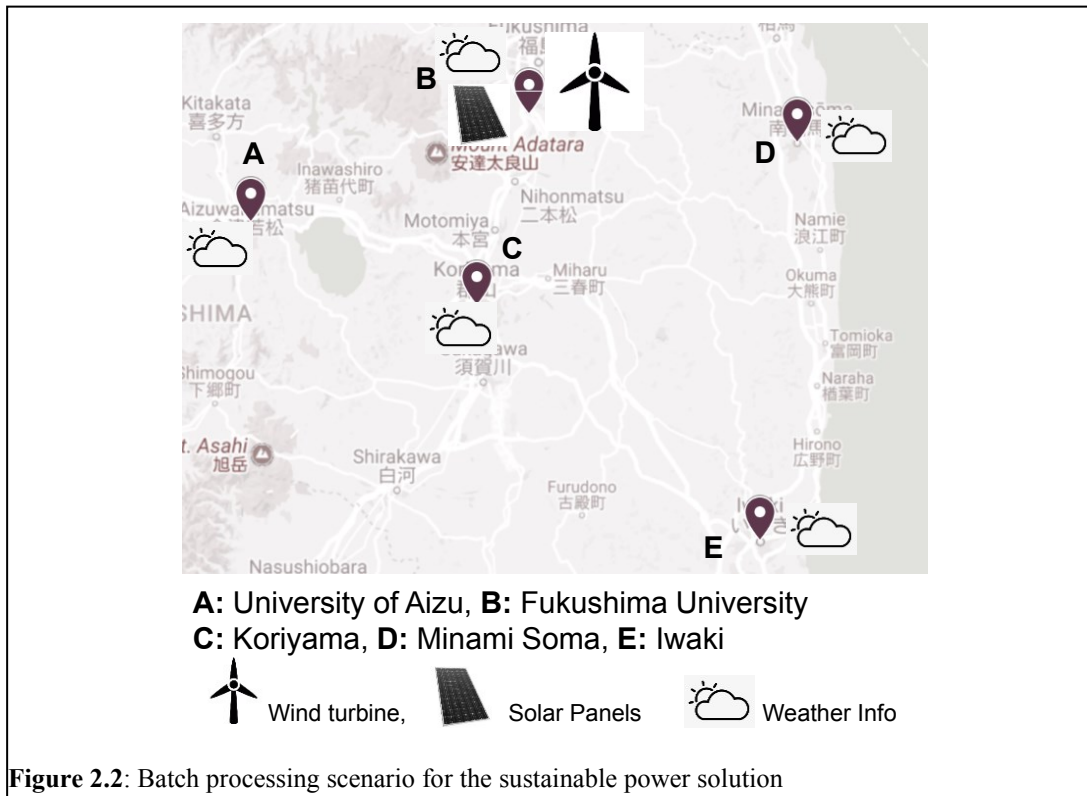 福島
B
Kitakata
喜多方
D
A
Mount Adatara
安達太良山
Inawashiro
猪苗代町
Nihonmatsu
二本松
Motomiya
本宮
C
Namie
浪江町
Miharu
三春町
Okuma
大熊町
SHIMA
須賀川
Tomioka
富岡町
Shimogou
下郷町
Naraha
楢葉町
t. Asahi
旭岳
Hirono
広野町
Shirakawa
白河
Furudono
古殿町
E
Nasushiobara
A: University of Aizu, B: Fukushima University
C: Koriyama, D: Minami Soma, E: Iwaki
Wind turbine, Solar Panels Weather Info
Figure 2.2: Batch processing scenario for the sustainable power solution